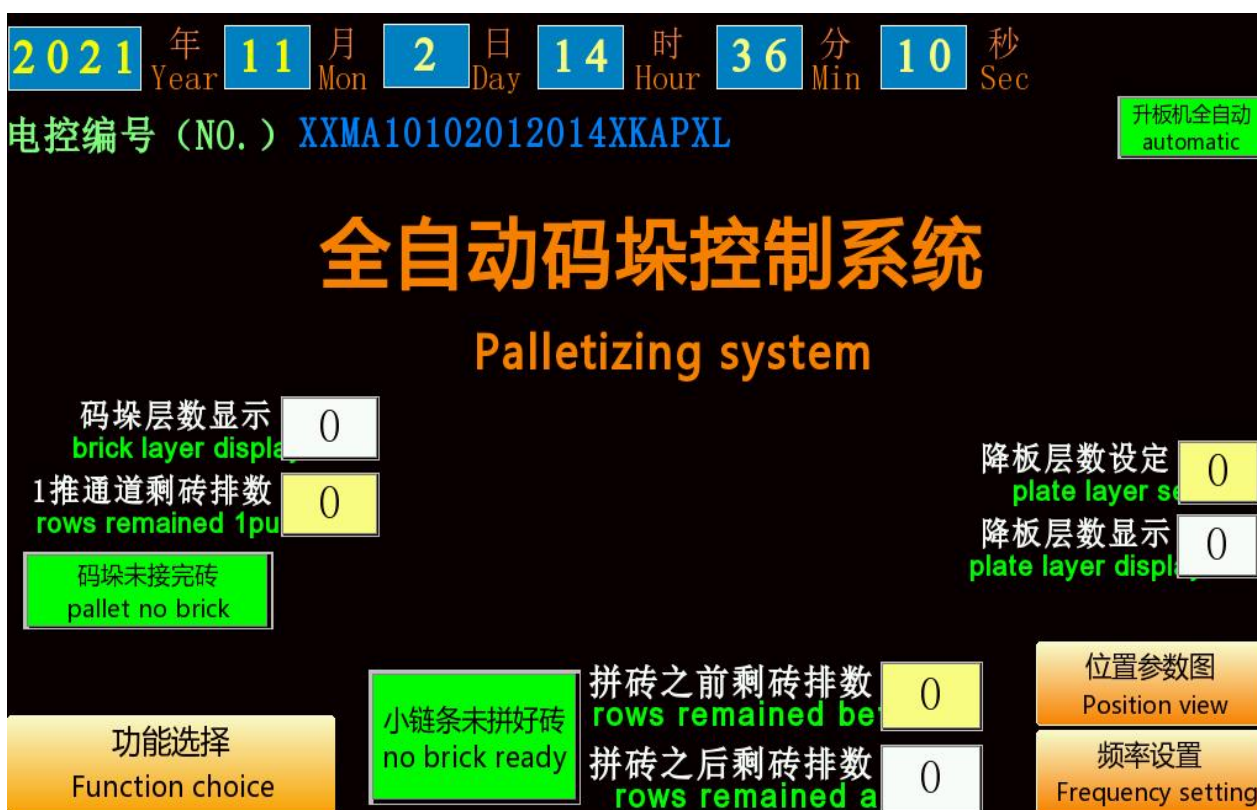 2021 年 11 月 2 日 14 时 36 分 10 秒
Year Mon Day Hour Min Sec
电控编号（NO.）XXMA10102012014XKAPXL
升板机全自动
automatic
全自动码垛控制系统
Palletizing system
码垛层数显示 0
brick layer displa
1推通道剩砖排数 0
rows remained 1pu
码垛未接完砖
pallet no brick
降板层数设定 0
plate layer se
降板层数显示 0
plate layer displ
功能选择
Function choice
小链条未拼好砖
no brick ready
拼砖之前剩砖排数 0
rows remained be
拼砖之后剩砖排数 0
rows remained a
位置参数图
Position view
频率设置
Frequency setting